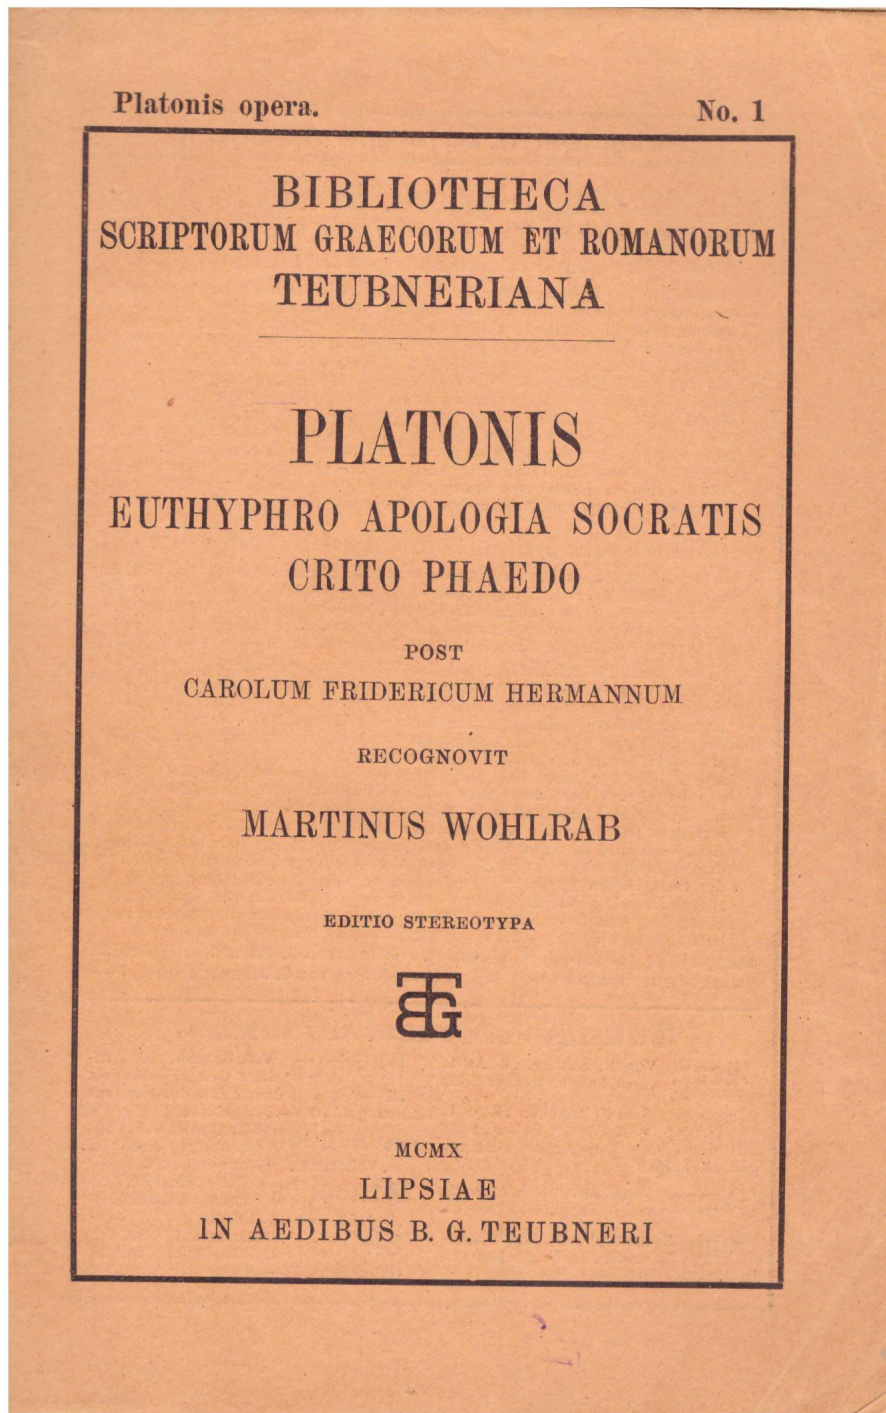 Platonis opera. No. 1
BIBLIOTHECA
SCRIPTORUM GRAECORUM ET ROMANORUM
TEUBNERIANA
PLATONIS
EUTHYPHRO APOLOGIA SOCRATIS
CRITO PHAEDO
POST
CAROLUM FRIDERICUM HERMANNUM
RECOGNOVIT
MARTINUS WOHLRAB
EDITIO STEREOTYPA
BTG
MCMX
LIPSIAE
IN AEDIBUS B. G. TEUBNERI